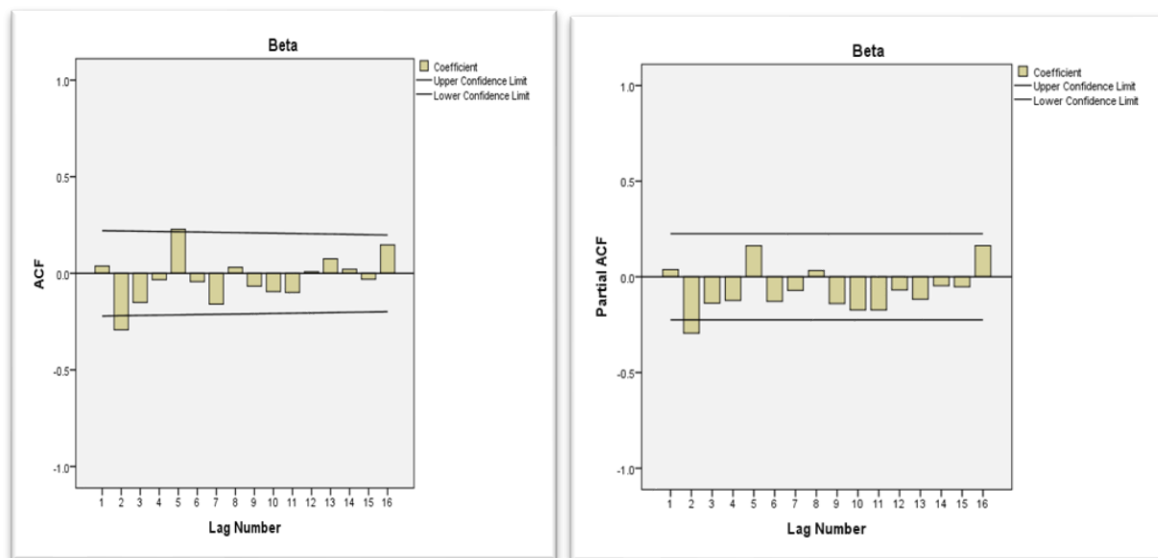 Beta
Coefficient
Upper Confidence Limit
Lower Confidence Limit
1.0
0.5
0.0
-0.5
-1.0
ACF
1 2 3 4 5 6 7 8 9 10 11 12 13 14 15 16
Lag Number
Beta
Coefficient
Upper Confidence Limit
Lower Confidence Limit
1.0
0.5
0.0
-0.5
-1.0
Partial ACF
1 2 3 4 5 6 7 8 9 10 11 12 13 14 15 16
Lag Number